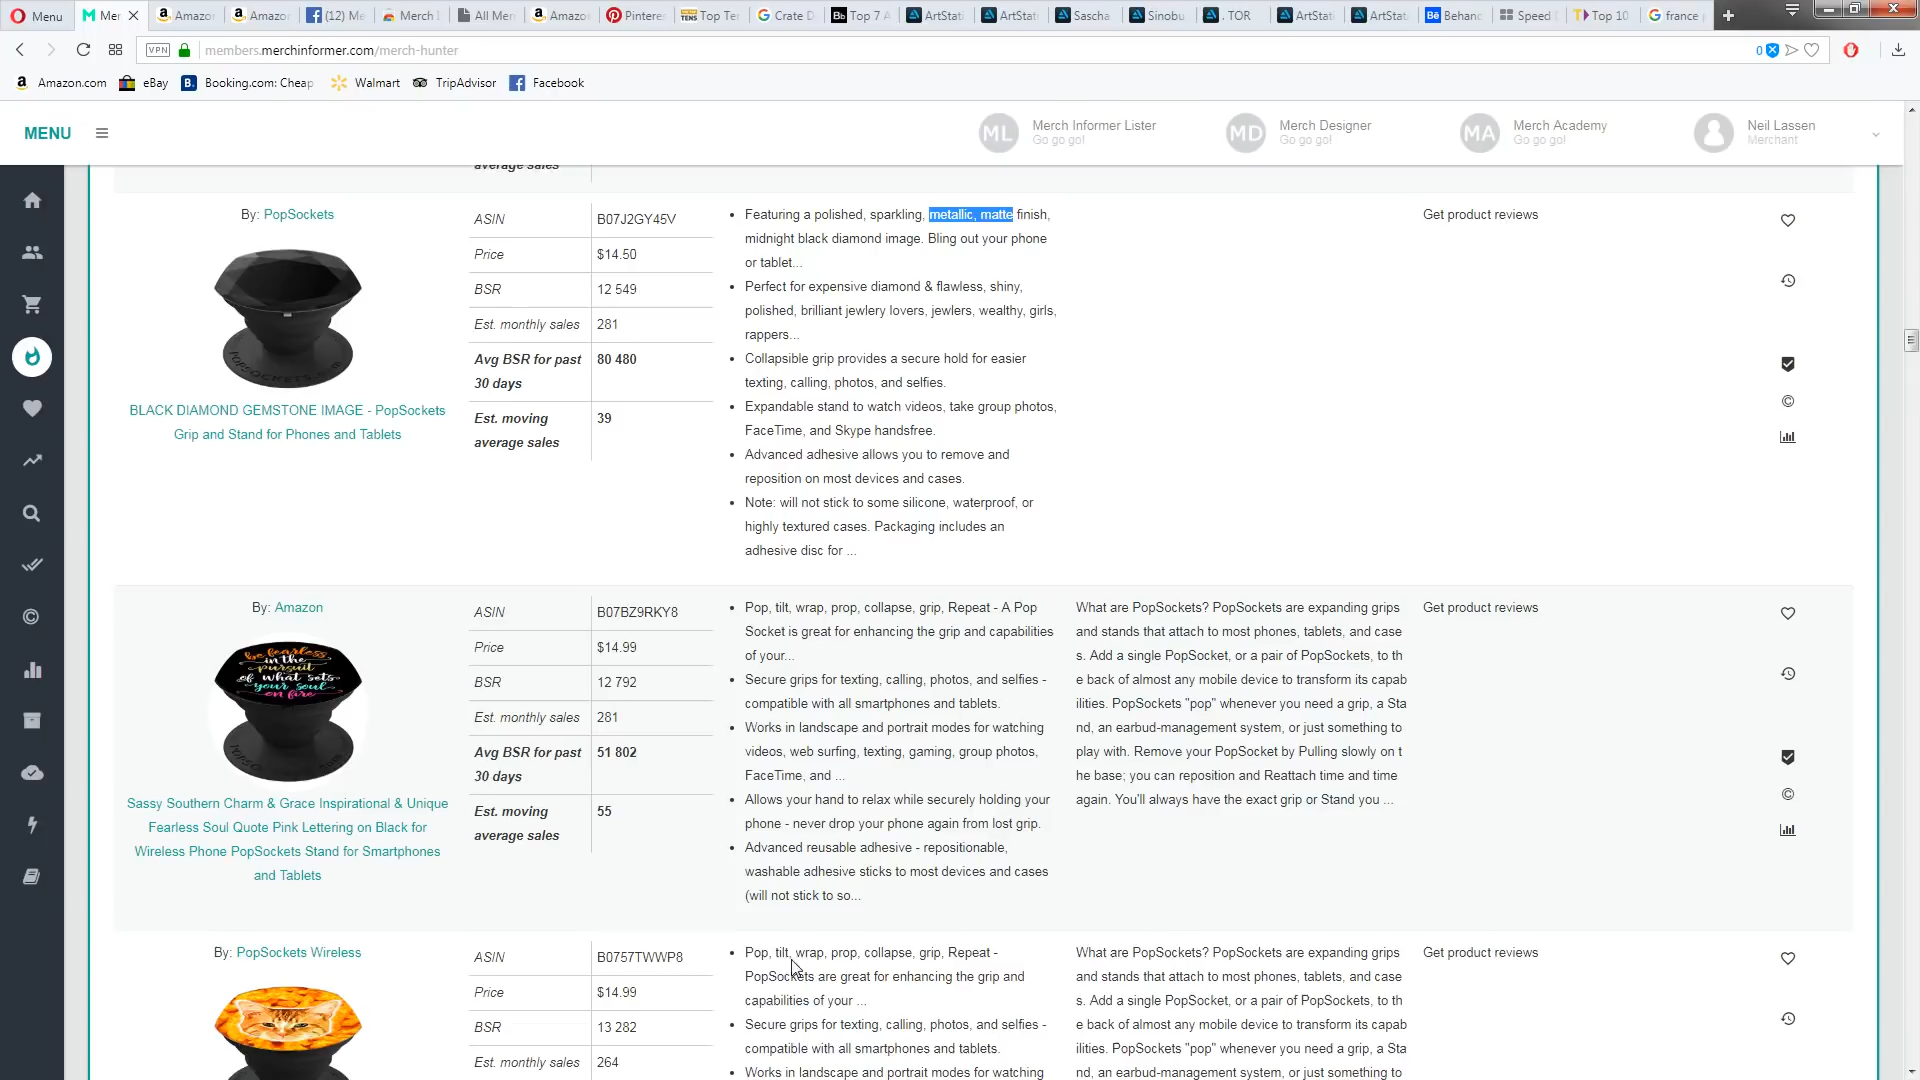 Menu
Mer
Amazo
Amazo
(12) Me
Merch I
All Mer
Amazo
Pintere
Top Te
Crate D
Top 7 A
ArtStati
ArtStati
Sascha
Sinobu
. TOR
ArtStati
ArtStati
Behanc
Speed
Top 10
france
VPN
members.merchinformer.com/merch-hunter
0
Amazon.com
eBay
Booking.com: Cheap
Walmart
TripAdvisor
Facebook
MENU
ML
Merch Informer Lister
Go go go!
MD
Merch Designer
Go go go!
MA
Merch Academy
Go go go!
Neil Lassen
Merchant
average sales
By: PopSockets
BLACK DIAMOND GEMSTONE IMAGE - PopSockets
Grip and Stand for Phones and Tablets
ASIN B07J2GY45V
Price $14.50
BSR 12 549
Est. monthly sales 281
Avg BSR for past 80 480
30 days
Est. moving 39
average sales
Featuring a polished, sparkling, metallic, matte finish,
midnight black diamond image. Bling out your phone
or tablet...
Perfect for expensive diamond & flawless, shiny,
polished, brilliant jewlery lovers, jewlers, wealthy, girls,
rappers...
Collapsible grip provides a secure hold for easier
texting, calling, photos, and selfies.
Expandable stand to watch videos, take group photos,
FaceTime, and Skype handsfree.
Advanced adhesive allows you to remove and
reposition on most devices and cases.
Note: will not stick to some silicone, waterproof, or
highly textured cases. Packaging includes an
adhesive disc for ...
Get product reviews
By: Amazon
be fearless
in the
pursuit
of what sets
your soul
on fire
Sassy Southern Charm & Grace Inspirational & Unique
Fearless Soul Quote Pink Lettering on Black for
Wireless Phone PopSockets Stand for Smartphones
and Tablets
ASIN B07BZ9RKY8
Price $14.99
BSR 12 792
Est. monthly sales 281
Avg BSR for past 51 802
30 days
Est. moving 55
average sales
Pop, tilt, wrap, prop, collapse, grip, Repeat - A Pop
Socket is great for enhancing the grip and capabilities
of your...
Secure grips for texting, calling, photos, and selfies -
compatible with all smartphones and tablets.
Works in landscape and portrait modes for watching
videos, web surfing, texting, gaming, group photos,
FaceTime, and ...
Allows your hand to relax while securely holding your
phone - never drop your phone again from lost grip.
Advanced reusable adhesive - repositionable,
washable adhesive sticks to most devices and cases
(will not stick to so...
What are PopSockets? PopSockets are expanding grips
and stands that attach to most phones, tablets, and case
s. Add a single PopSocket, or a pair of PopSockets, to th
e back of almost any mobile device to transform its capab
ilities. PopSockets "pop" whenever you need a grip, a Sta
nd, an earbud-management system, or just something to
play with. Remove your PopSocket by Pulling slowly on t
he base; you can reposition and Reattach time and time
again. You'll always have the exact grip or Stand you ...
Get product reviews
By: PopSockets Wireless
ASIN B0757TWWP8
Price $14.99
BSR 13 282
Est. monthly sales 264
Pop, tilt, wrap, prop, collapse, grip, Repeat -
PopSockets are great for enhancing the grip and
capabilities of your ...
Secure grips for texting, calling, photos, and selfies -
compatible with all smartphones and tablets.
Works in landscape and portrait modes for watching
What are PopSockets? PopSockets are expanding grips
and stands that attach to most phones, tablets, and case
s. Add a single PopSocket, or a pair of PopSockets, to th
e back of almost any mobile device to transform its capab
ilities. PopSockets "pop" whenever you need a grip, a Sta
nd, an earbud-management system, or just something to
Get product reviews